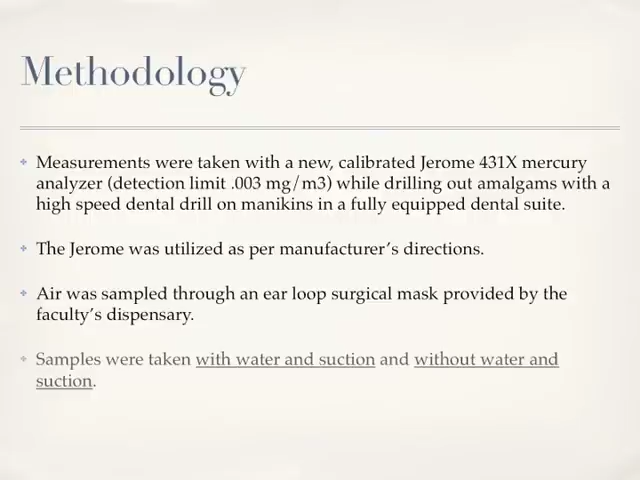 Methodology
Measurements were taken with a new, calibrated Jerome 431X mercury
analyzer (detection limit .003 mg/m3) while drilling out amalgams with a
high speed dental drill on manikins in a fully equipped dental suite.
The Jerome was utilized as per manufacturer’s directions.
Air was sampled through an ear loop surgical mask provided by the
faculty’s dispensary.
Samples were taken with water and suction and without water and
suction.